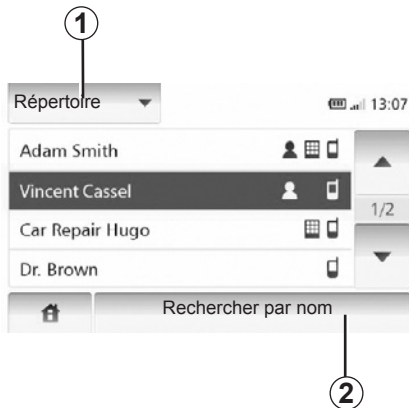 1
Répertoire
13:07
Adam Smith
Vincent Cassel
1/2
Car Repair Hugo
Dr. Brown
Rechercher par nom
2